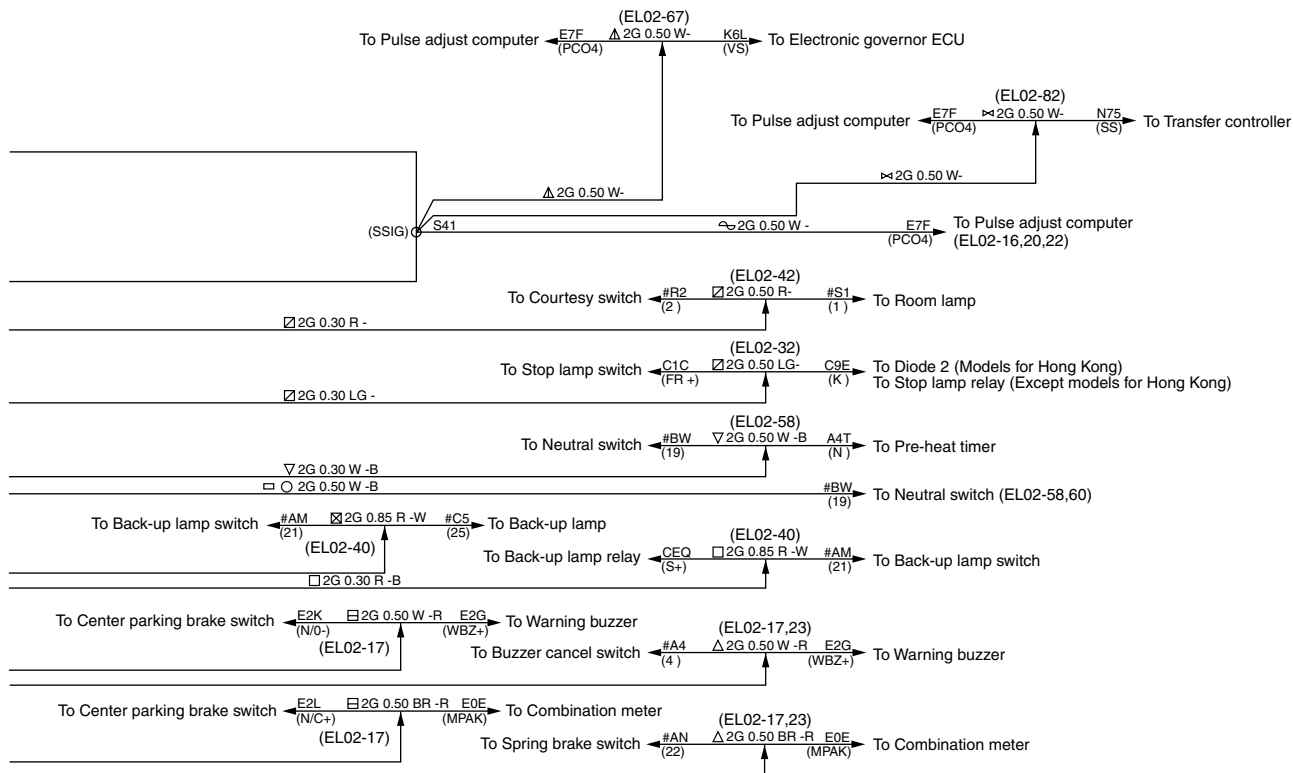 (EL02-67)
To Pulse adjust computer E7F (PCO4) 2G 0.50 W- K6L (VS) To Electronic governor ECU
(EL02-82)
To Pulse adjust computer E7F (PCO4) 2G 0.50 W- N75 (SS) To Transfer controller
2G 0.50 W-
2G 0.50 W-
(SSIG) S41 2G 0.50 W - E7F (PCO4) To Pulse adjust computer
(EL02-16,20,22)
(EL02-42)
To Courtesy switch #R2 (2 ) 2G 0.50 R- #S1 (1 ) To Room lamp
2G 0.30 R -
(EL02-32)
To Stop lamp switch C1C (FR +) 2G 0.50 LG- C9E (K ) To Diode 2 (Models for Hong Kong)
To Stop lamp relay (Except models for Hong Kong)
2G 0.30 LG -
(EL02-58)
To Neutral switch #BW (19) 2G 0.50 W -B A4T (N ) To Pre-heat timer
2G 0.30 W -B
2G 0.50 W -B #BW (19) To Neutral switch (EL02-58,60)
To Back-up lamp switch #AM (21) 2G 0.85 R -W #C5 (25) To Back-up lamp
(EL02-40)
(EL02-40)
To Back-up lamp relay CEQ (S+) 2G 0.85 R -W #AM (21) To Back-up lamp switch
2G 0.30 R -B
To Center parking brake switch E2K (N/0-) 2G 0.50 W -R E2G (WBZ+) To Warning buzzer
(EL02-17)
(EL02-17,23)
To Buzzer cancel switch #A4 (4 ) 2G 0.50 W -R E2G (WBZ+) To Warning buzzer
To Center parking brake switch E2L (N/C+) 2G 0.50 BR -R E0E (MPAK) To Combination meter
(EL02-17)
(EL02-17,23)
To Spring brake switch #AN (22) 2G 0.50 BR -R E0E (MPAK) To Combination meter